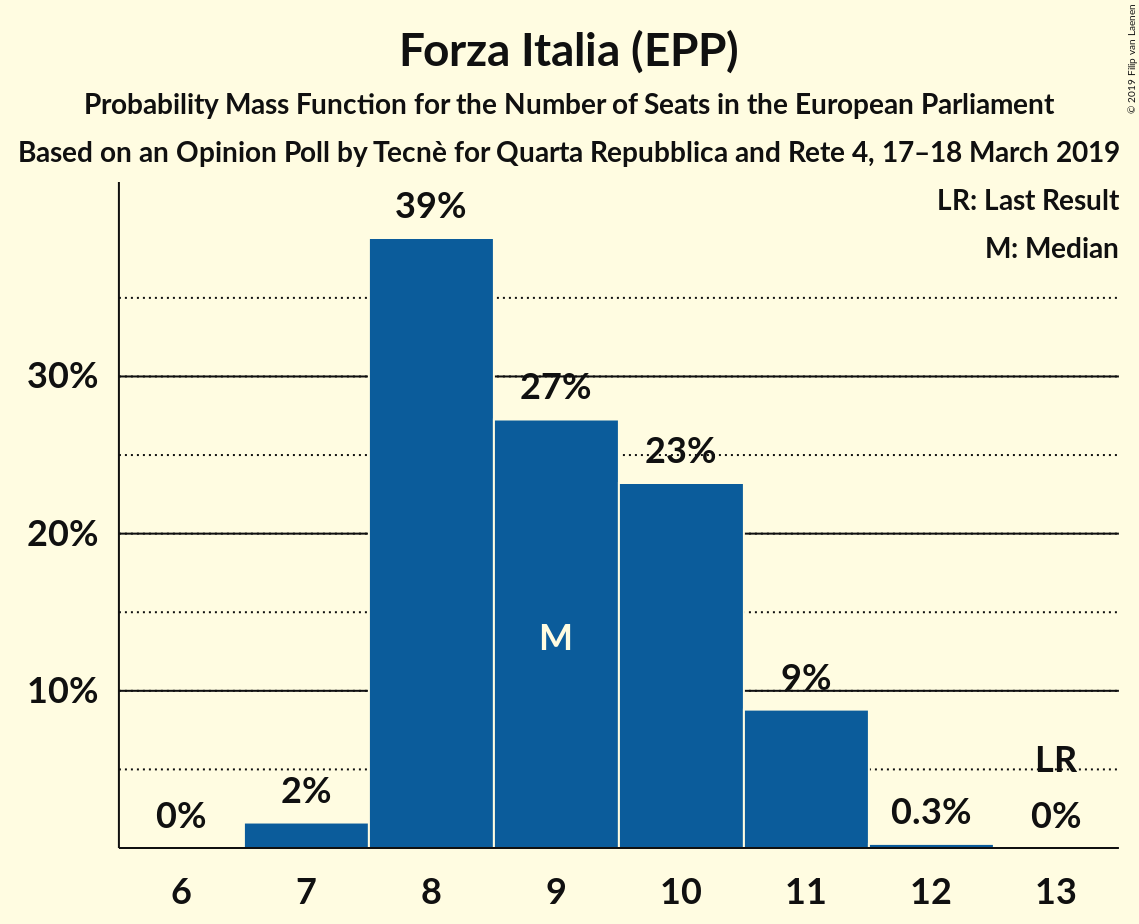 Forza Italia (EPP)
Probability Mass Function for the Number of Seats in the European Parliament
Based on an Opinion Poll by Tecnè for Quarta Repubblica and Rete 4, 17–18 March 2019
© 2019 Filip van Laenen
LR: Last Result
M: Median
39%
30%
27%
23%
20%
M
10%
9%
LR
2%
0%
0.3%
0%
6 7 8 9 10 11 12 13